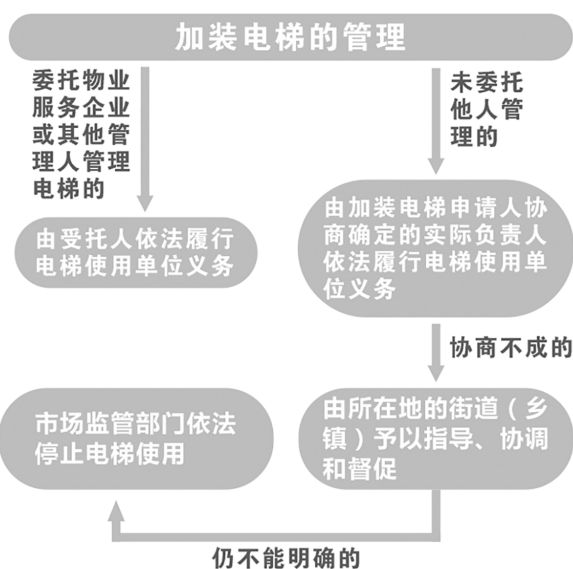 加装电梯的管理
委托物业
服务企业
或其他管
理人管理
电梯的
未委托
他人管
理的
由受托人依法履行
电梯使用单位义务
由加装电梯申请人协
商确定的实际负责人
依法履行电梯使用单
位义务
协商不成的
由所在地的街道（乡
镇）予以指导、协调
和督促
市场监管部门依法
停止电梯使用
仍不能明确的